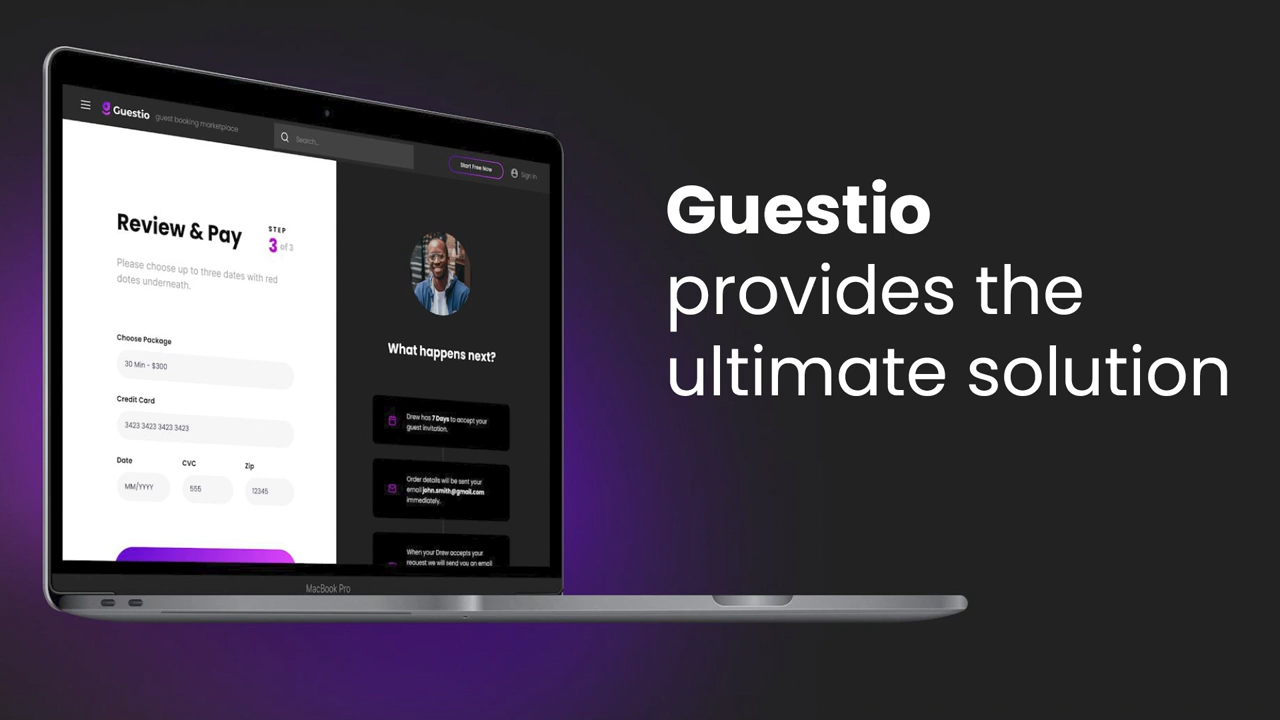 Guestio guest booking marketplace
Search...
Start Free Now
Sign in
Review & Pay
STEP
3 of 3
Please choose up to three dates with red
dotes underneath.
Choose Package
30 Min - $300
Credit Card
3423 3423 3423 3423
Date
CVC
Zip
MM/YYYY
555
12345
What happens next?
Drew has 7 Days to accept your
guest invitation.
Order details will be sent your
email john.smith@gmail.com
immediately.
When your Drew accepts your
request we will send you an email
MacBook Pro
Guestio
provides the
ultimate solution